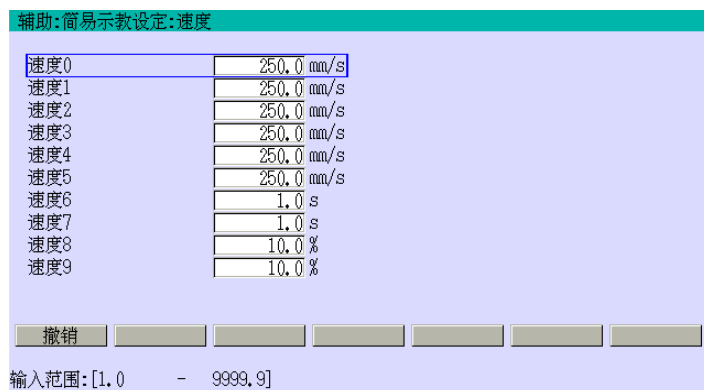 辅助:简易示教设定:速度
速度0 250.0 mm/s
速度1 250.0 mm/s
速度2 250.0 mm/s
速度3 250.0 mm/s
速度4 250.0 mm/s
速度5 250.0 mm/s
速度6 1.0 s
速度7 1.0 s
速度8 10.0 %
速度9 10.0 %
撤销
输入范围:[1.0 - 9999.9]